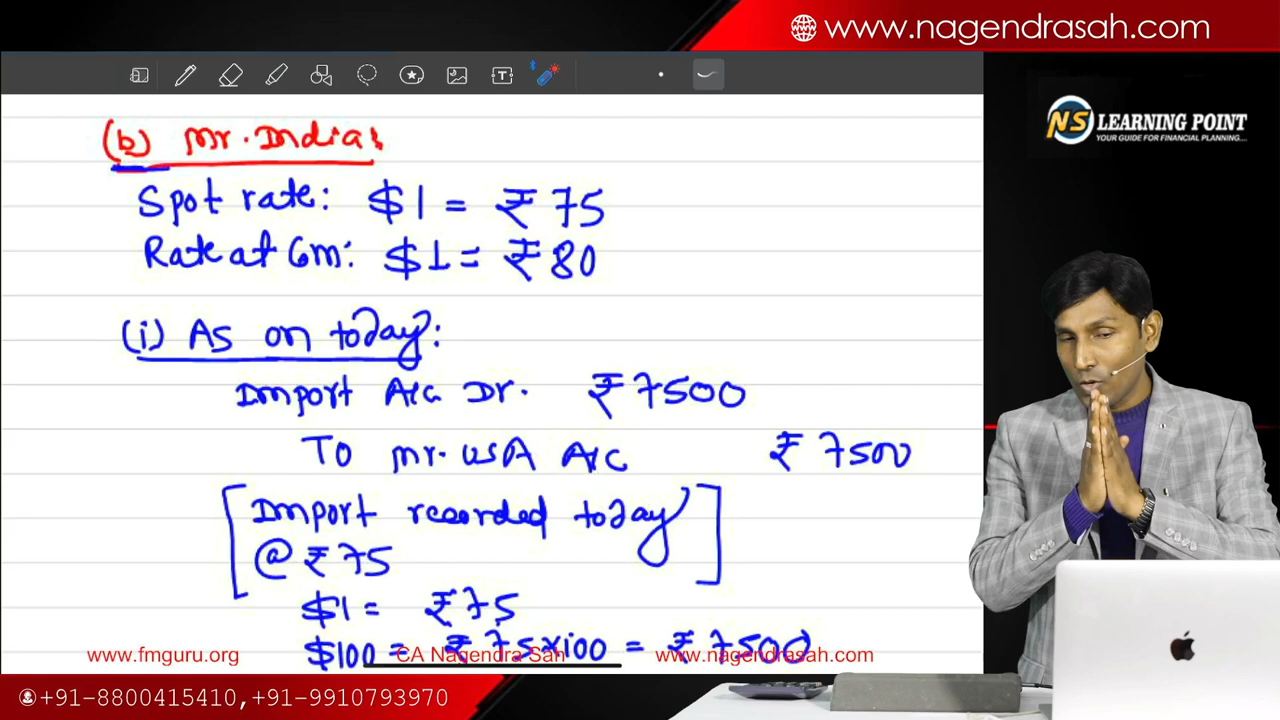 www.nagendrasah.com
NS LEARNING POINT
YOUR GUIDE FOR FINANCIAL PLANNING....
(b) Mr. India:
Spot rate: $1 = ₹75
Rate at 6m: $1 = ₹80
(i) As on today:
Import A/c Dr. ₹7500
To Mr. USA A/c ₹7500
[Import recorded today
@ ₹75]
$1 = ₹75
$100 = ₹75×100 = ₹7500
www.fmguru.org CA Nagendra Sah www.nagendrasah.com
+91-8800415410,+91-9910793970